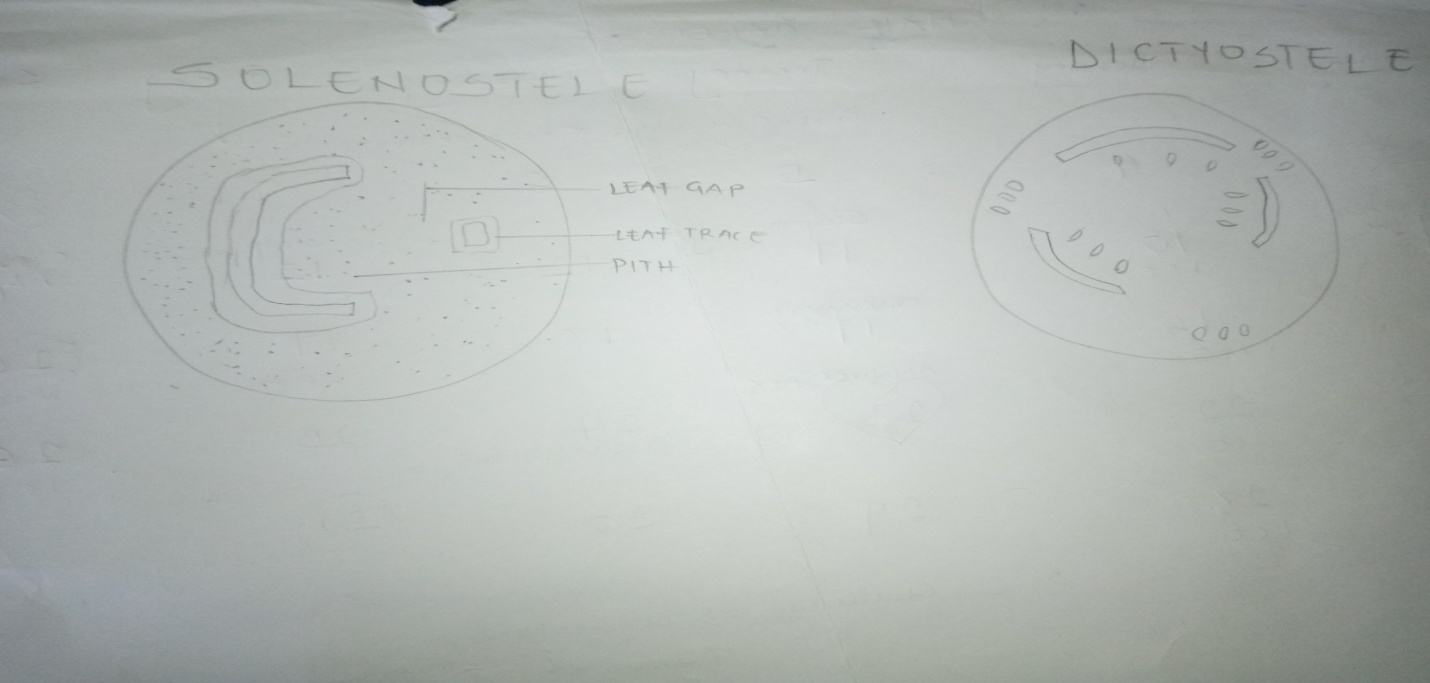 SOLENOSTELE
DICTYOSTELE
LEAF GAP
LEAF TRACE
PITH